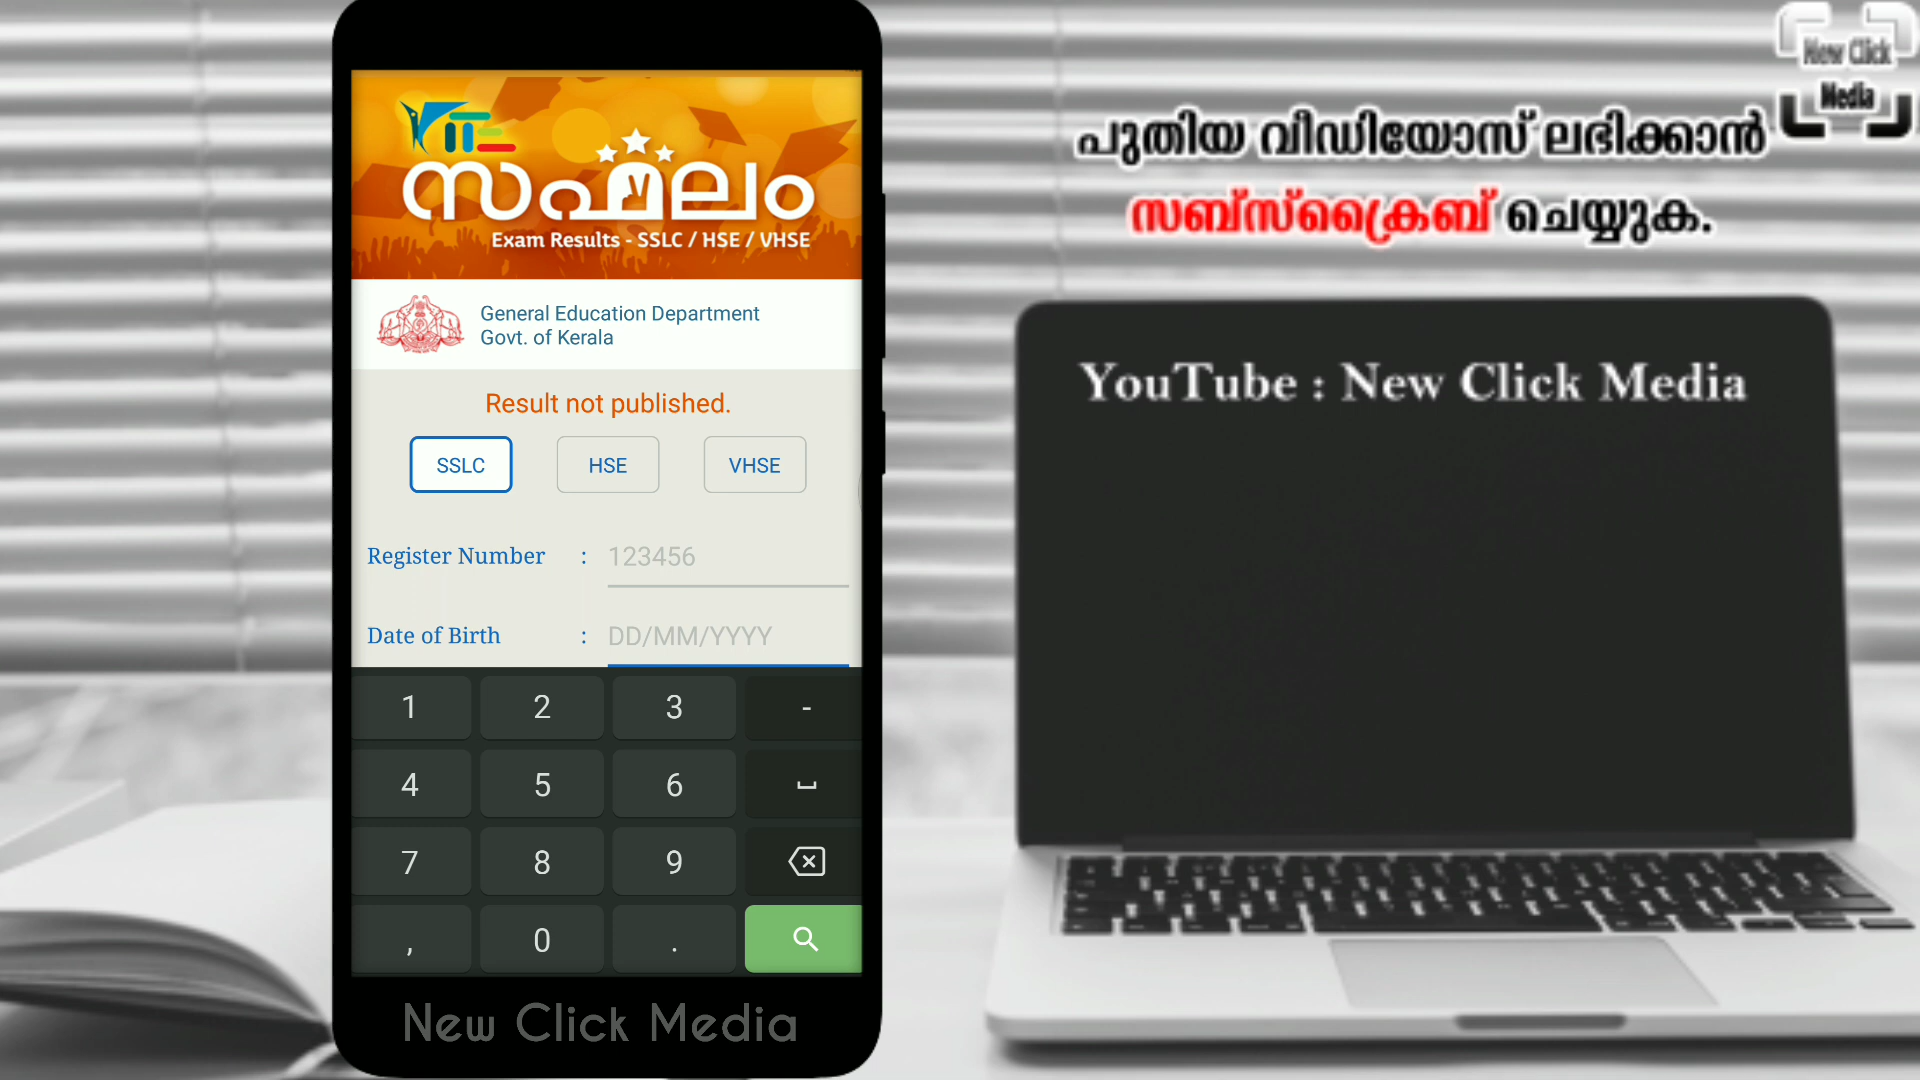 KITE
സഫലം
Exam Results - SSLC / HSE / VHSE
General Education Department
Govt. of Kerala
Result not published.
SSLC
HSE
VHSE
Register Number : 123456
Date of Birth : DD/MM/YYYY
1 2 3 -
4 5 6
7 8 9
, 0 .
New Click Media
New Click
Media
പുതിയ വീഡിയോസ് ലഭിക്കാൻ
സബ്സ്ക്രൈബ് ചെയ്യുക.
YouTube : New Click Media